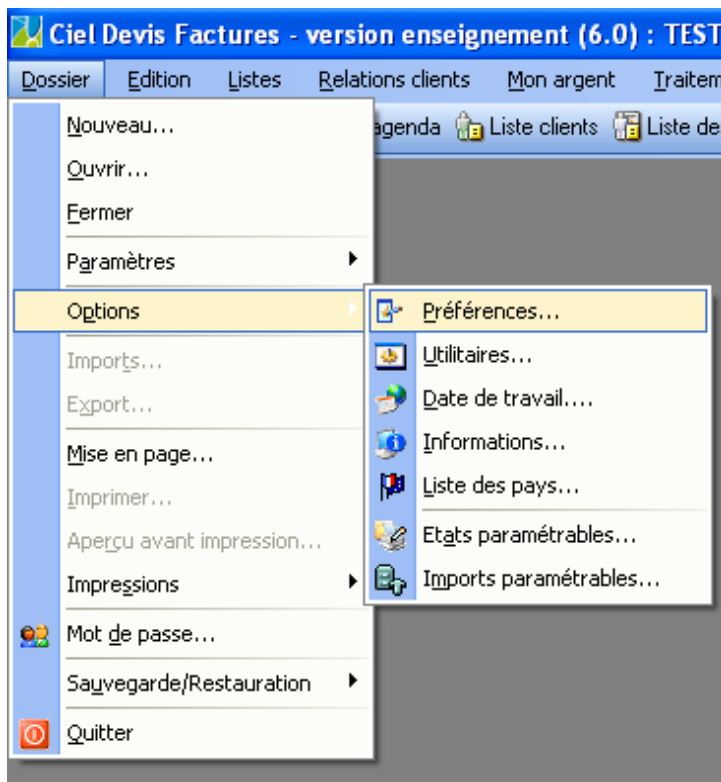 Ciel Devis Factures - version enseignement (6.0) : TEST
Dossier Edition Listes Relations clients Mon argent Traitem
agenda Liste clients Liste de
Nouveau...
Ouvrir...
Fermer
Paramètres
Options
Imports...
Export...
Mise en page...
Imprimer...
Aperçu avant impression...
Impressions
Mot de passe...
Sauvegarde/Restauration
Quitter
Préférences...
Utilitaires...
Date de travail....
Informations...
Liste des pays...
Etats paramétrables...
Imports paramétrables...